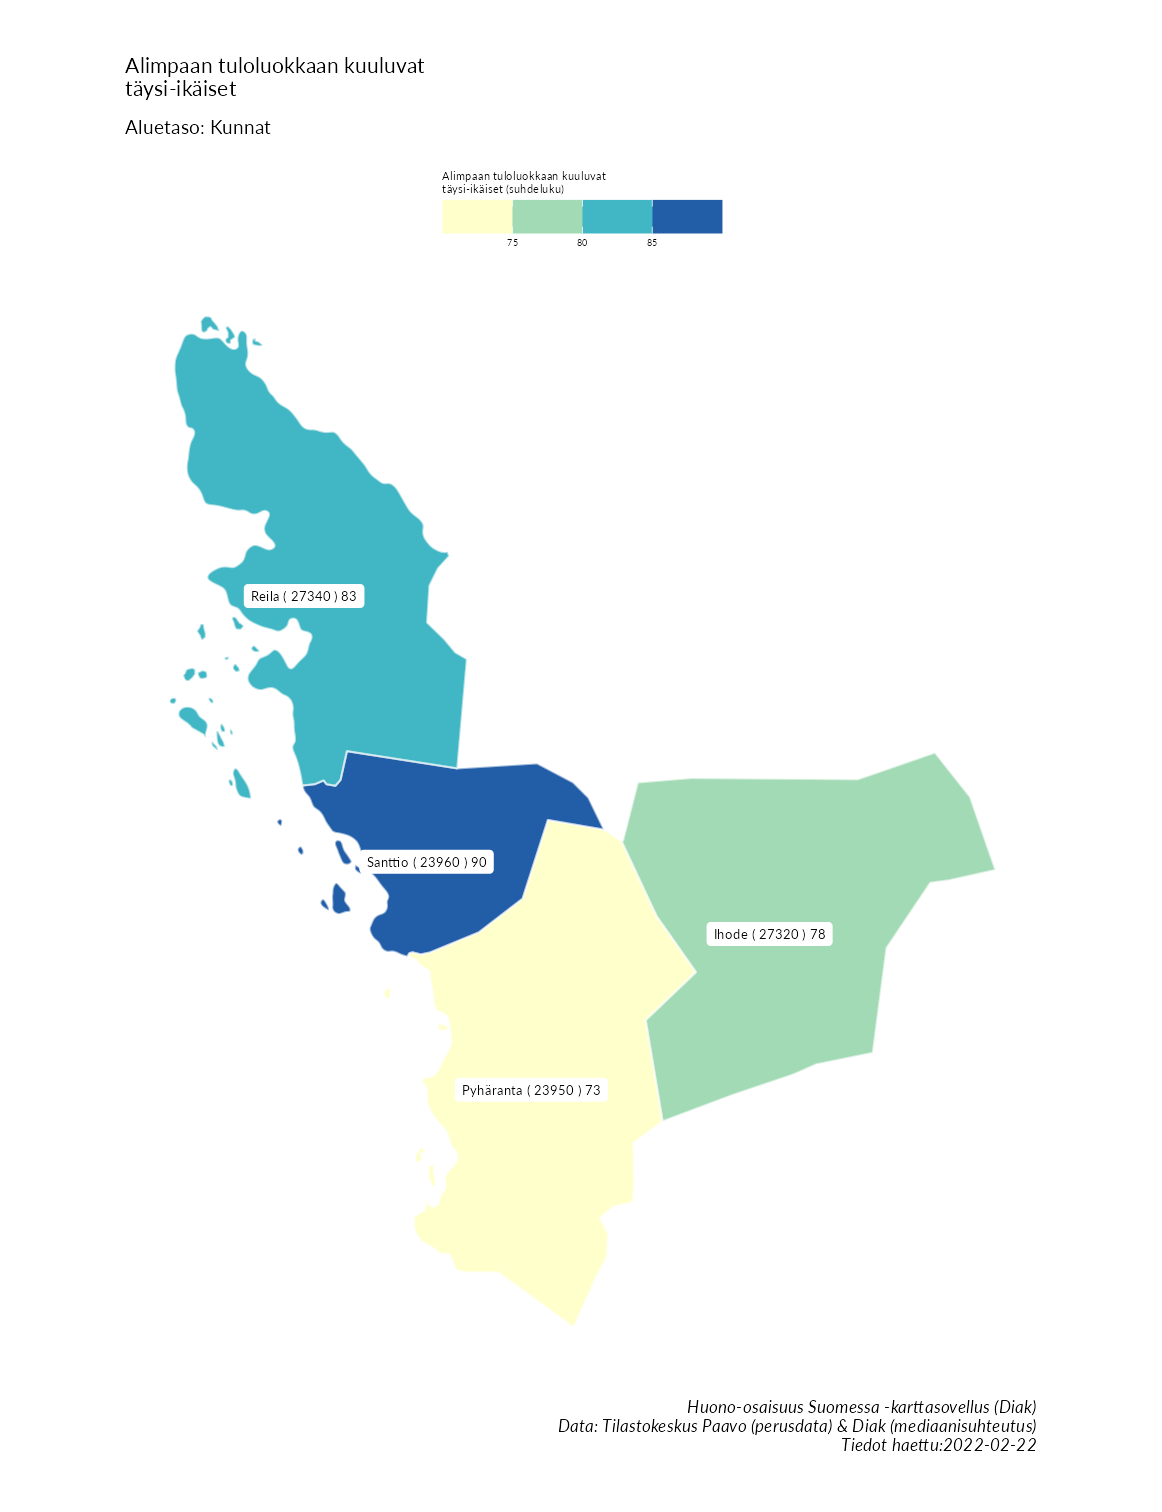 Alimpaan tuloluokkaan kuuluvat
täysi-ikäiset
Aluetaso: Kunnat
Alimpaan tuloluokkaan kuuluvat
täysi-ikäiset (suhdeluku)
75 80 85
Reila ( 27340 ) 83
Santtio ( 23960 ) 90
Ihode ( 27320 ) 78
Pyhäranta ( 23950 ) 73
Huono-osaisuus Suomessa -karttasovellus (Diak)
Data: Tilastokeskus Paavo (perusdata) & Diak (mediaanisuhteutus)
Tiedot haettu:2022-02-22